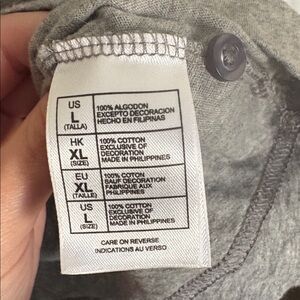 US
L
(TALLA)
100% ALGODON
EXCEPTO DECORACION
HECHO EN FILIPINAS
HK
XL
(SIZE)
100% COTTON
EXCLUSIVE OF
DECORATION
MADE IN PHILIPPINES
EU
XL
(TAILLE)
100% COTTON
SAUF DECORATION
FABRIQUE AUX
PHILIPPINES
US
L
(SIZE)
100% COTTON
EXCLUSIVE OF
DECORATION
MADE IN PHILIPPINES
CARE ON REVERSE
INDICATIONS AU VERSO